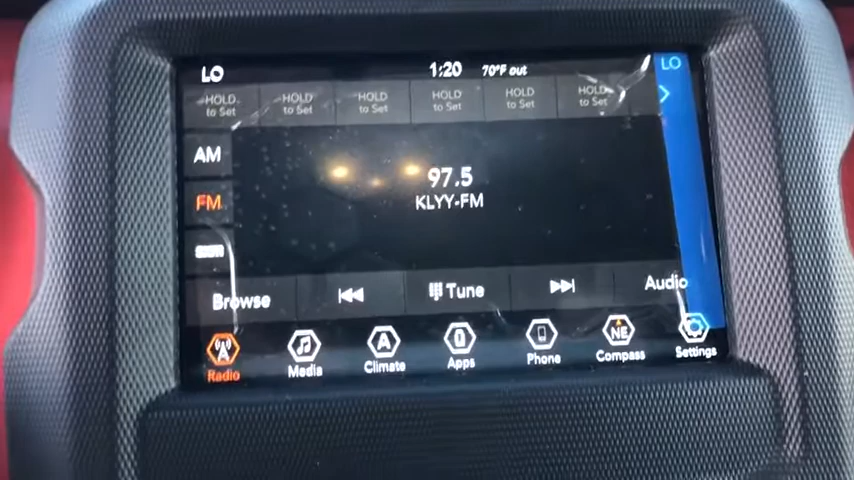 LO 1:20 70°F out LO
HOLD to Set HOLD to Set HOLD to Set HOLD to Set HOLD to Set HOLD to Set
AM
97.5
FM
KLYY-FM
Browse Tune Audio
A NE
Radio Media Climate Apps Phone Compass Settings